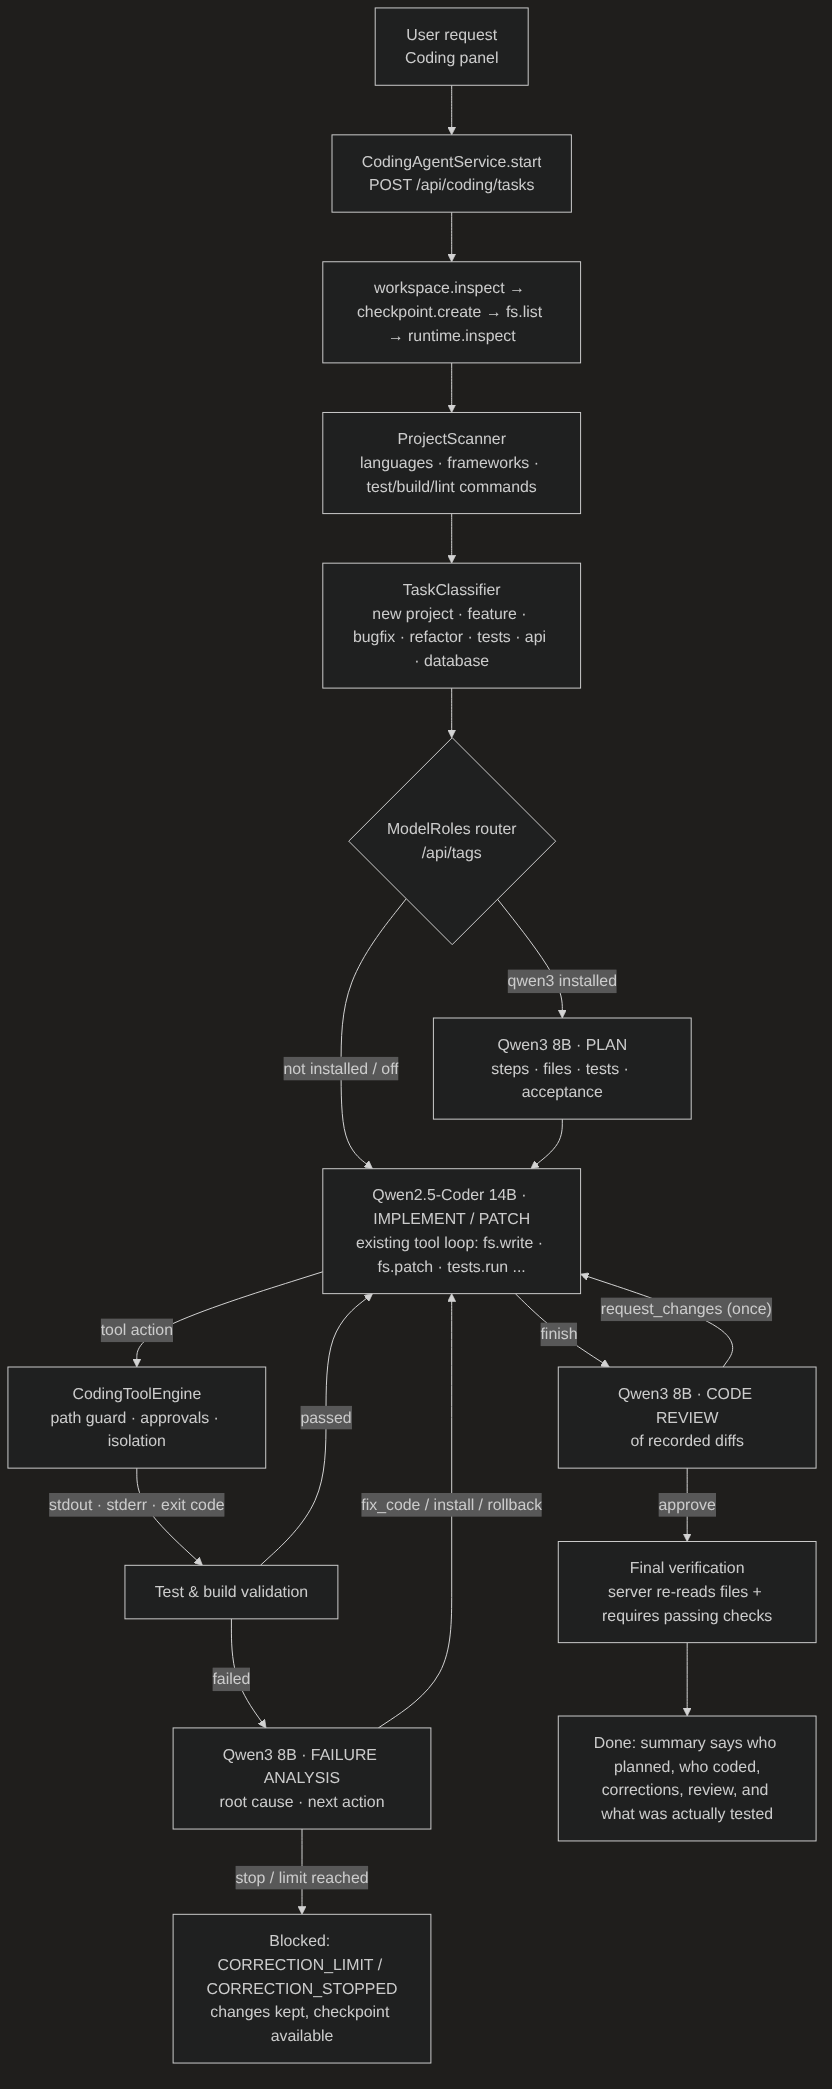 User request
Coding panel
CodingAgentService.start
POST /api/coding/tasks
workspace.inspect →
checkpoint.create → fs.list
→ runtime.inspect
ProjectScanner
languages · frameworks ·
test/build/lint commands
TaskClassifier
new project · feature ·
bugfix · refactor · tests · api
· database
ModelRoles router
/api/tags
qwen3 installed
not installed / off
Qwen3 8B · PLAN
steps · files · tests ·
acceptance
Qwen2.5-Coder 14B ·
IMPLEMENT / PATCH
existing tool loop: fs.write ·
fs.patch · tests.run ...
request_changes (once)
tool action
finish
CodingToolEngine
path guard · approvals ·
isolation
passed
Qwen3 8B · CODE
REVIEW
of recorded diffs
stdout · stderr · exit code
fix_code / install / rollback
approve
Test & build validation
Final verification
server re-reads files +
requires passing checks
failed
Qwen3 8B · FAILURE
ANALYSIS
root cause · next action
Done: summary says who
planned, who coded,
corrections, review, and
what was actually tested
stop / limit reached
Blocked:
CORRECTION_LIMIT /
CORRECTION_STOPPED
changes kept, checkpoint
available